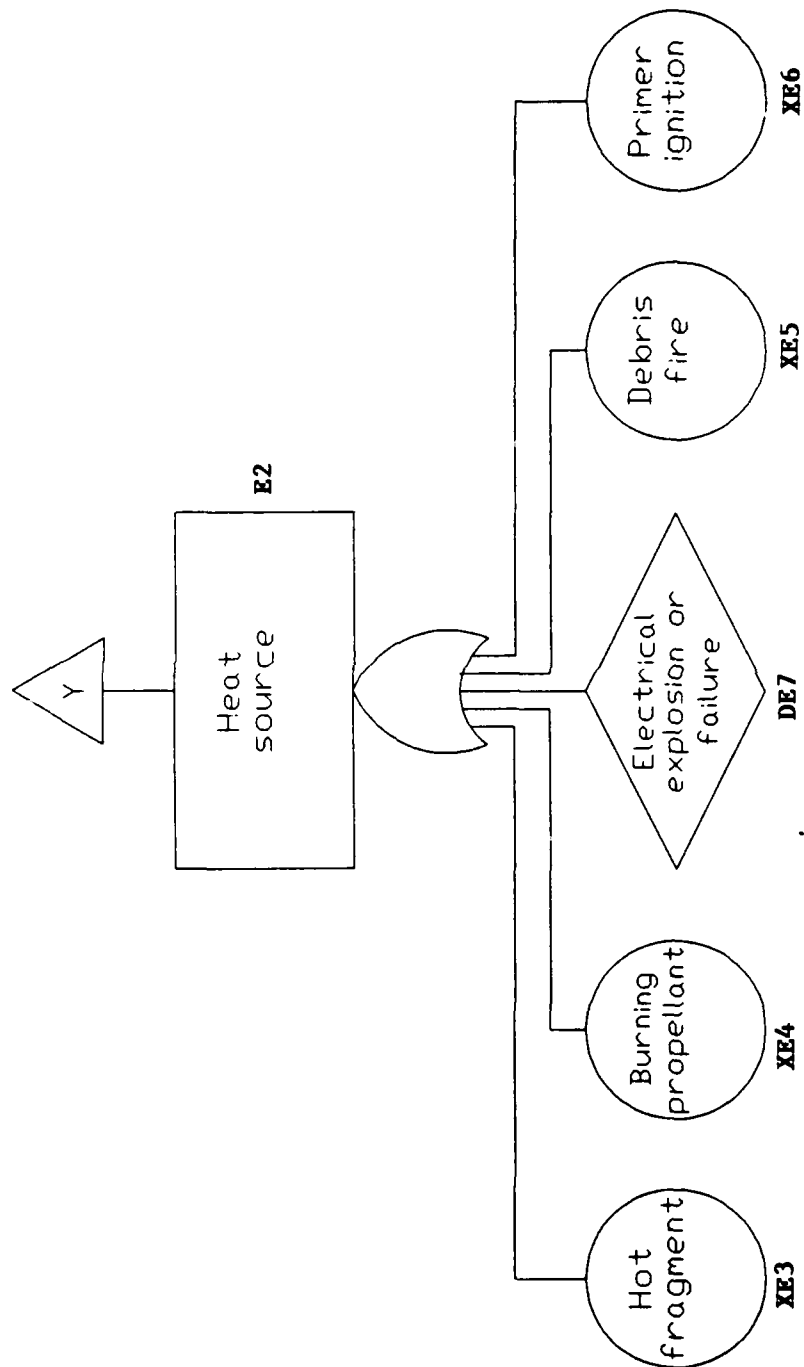 Y
Heat
source
E2
Hot
fragment
XE3
Burning
propellant
XE4
Electrical
explosion or
failure
DE7
Debris
fire
XE5
Primer
ignition
XE6